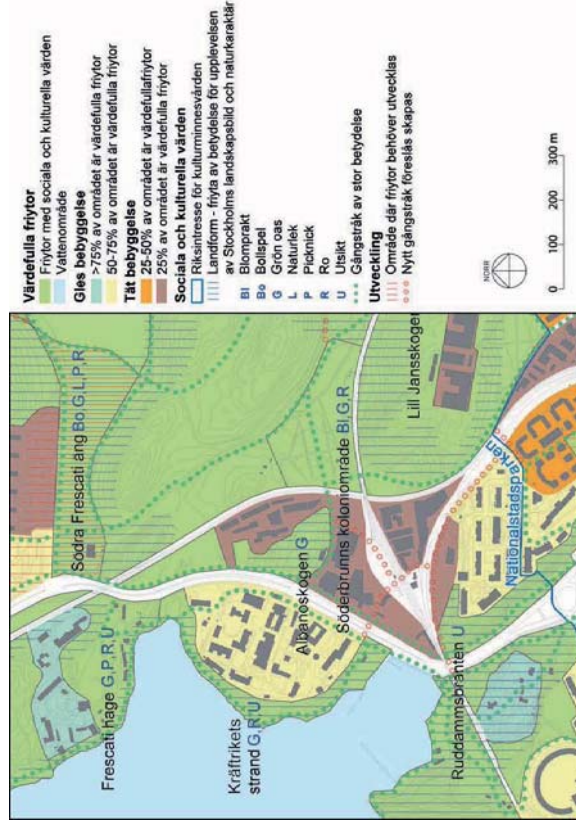 Värdefulla friytor
Friytor med sociala och kulturella värden
Vattenområde
Gles bebyggelse
>75% av området är värdefulla friytor
50-75% av området är värdefulla friytor
Tät bebyggelse
25-50% av området är värdefullafriytor
25% av området är värdefulla friytor
Sociala och kulturella värden
Riksintresse för kulturminnesvården
Landform - friyta av betydelse för upplevelsen
av Stockholms landskapsbild och naturkaraktär
Bl Blomprakt
Bo Bollspel
G Grön oas
L Naturlek
P Picknick
R Ro
U Utsikt
Gångstråk av stor betydelse
Utveckling
Område där friytor behöver utvecklas
Nytt gångstråk föreslås skapas
NORR
0 100 300 m
Södra Frescati äng Bo,G,L,P,R
Frescati hage G,P,R,U
Kräftrikets
strand G,R,U
Albanoskogen G
Söderbrunns koloniområde Bl,G,R
Lill Jansskogen
Ruddammsbranten U
Nationalstadsparken